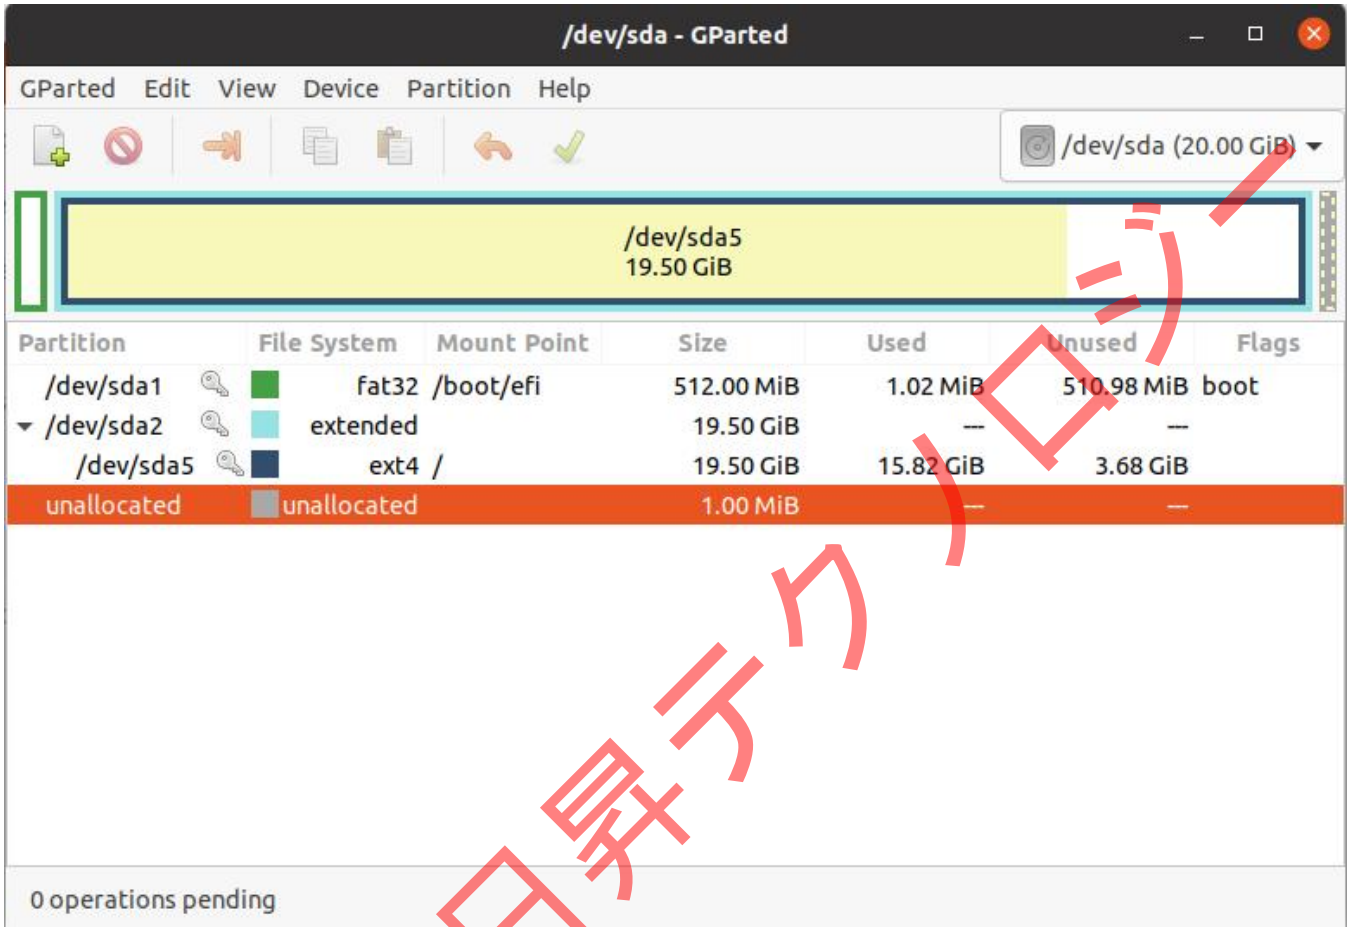 /dev/sda - GParted
GParted Edit View Device Partition Help
/dev/sda (20.00 GiB)
/dev/sda5
19.50 GiB
Partition File System Mount Point Size Used Unused Flags
/dev/sda1 fat32 /boot/efi 512.00 MiB 1.02 MiB 510.98 MiB boot
/dev/sda2 extended 19.50 GiB --- ---
/dev/sda5 ext4 / 19.50 GiB 15.82 GiB 3.68 GiB
unallocated unallocated 1.00 MiB --- ---
0 operations pending
日昇テクノロジー